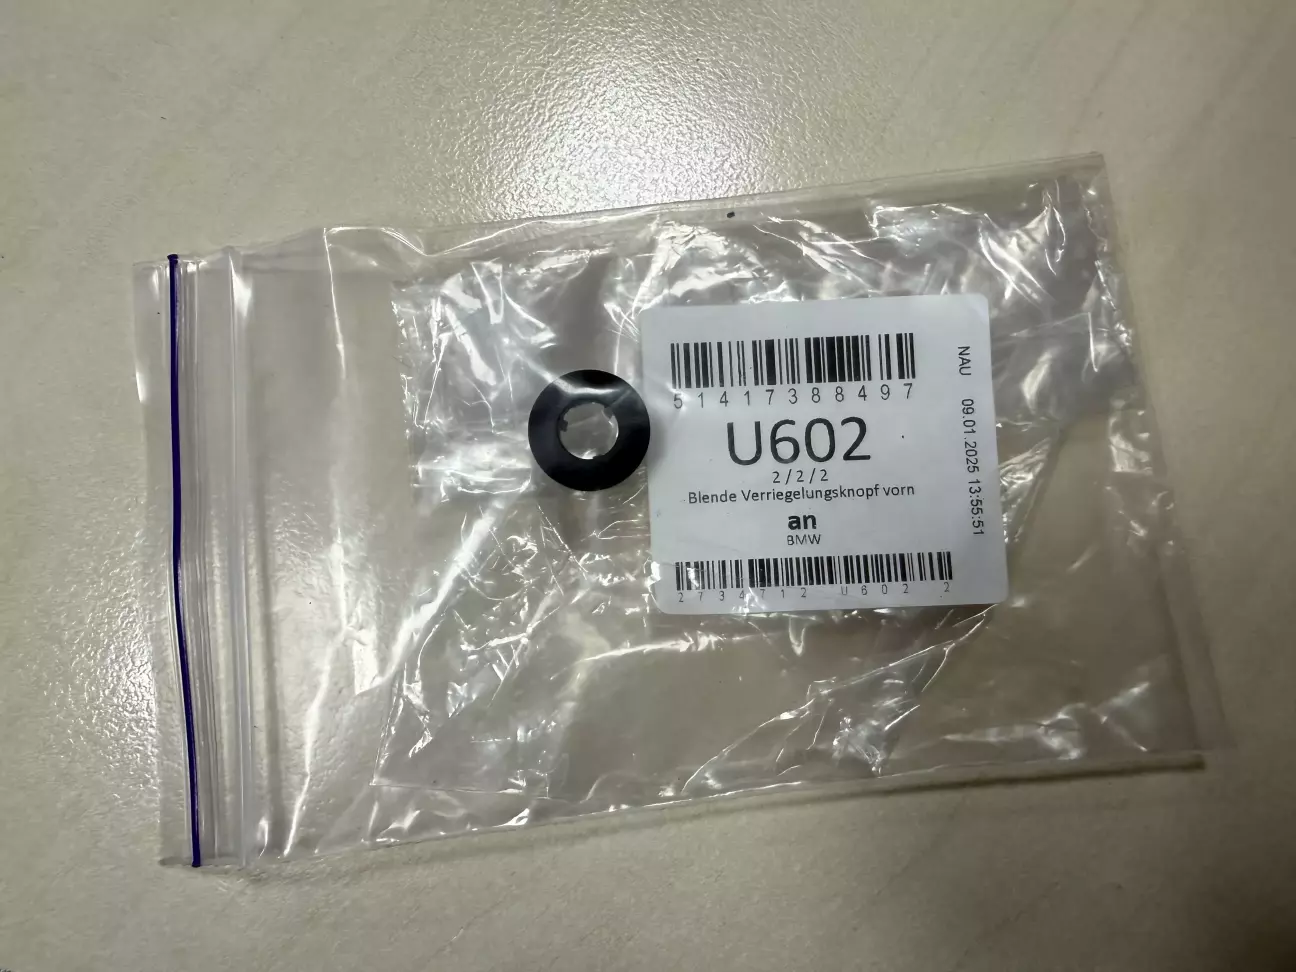 51417388497
U602
2/2/2
Blende Verriegelungsknopf vorn
an
BMW
2734712 U602 2
NAU 09.01.2025 13:55:51